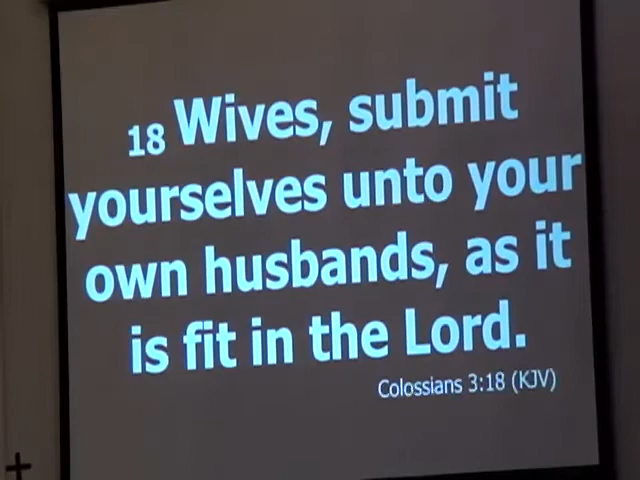 18 Wives, submit
yourselves unto your
own husbands, as it
is fit in the Lord.
Colossians 3:18 (KJV)